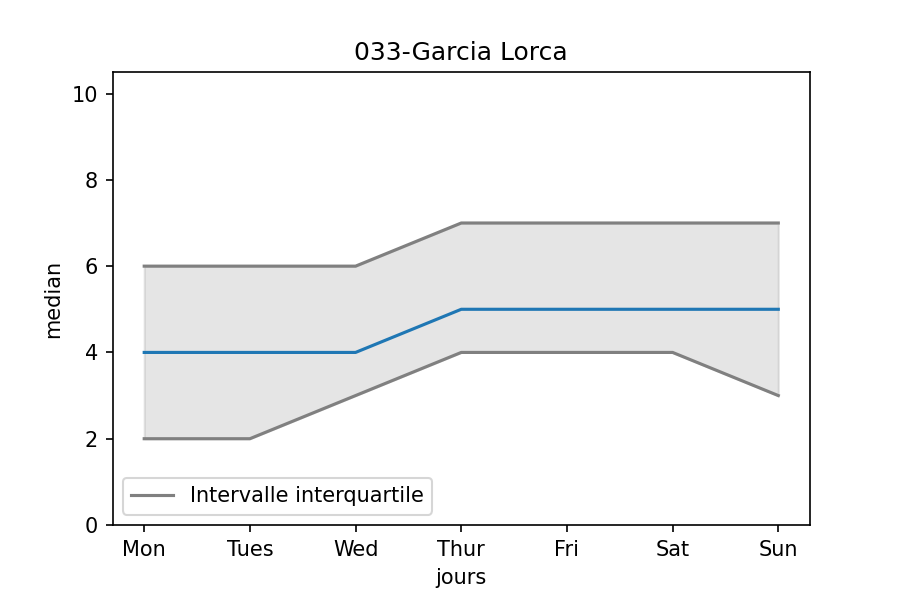 033-Garcia Lorca
10
8
6
4
2
0
median
Intervalle interquartile
Mon Tues Wed Thur Fri Sat Sun
jours